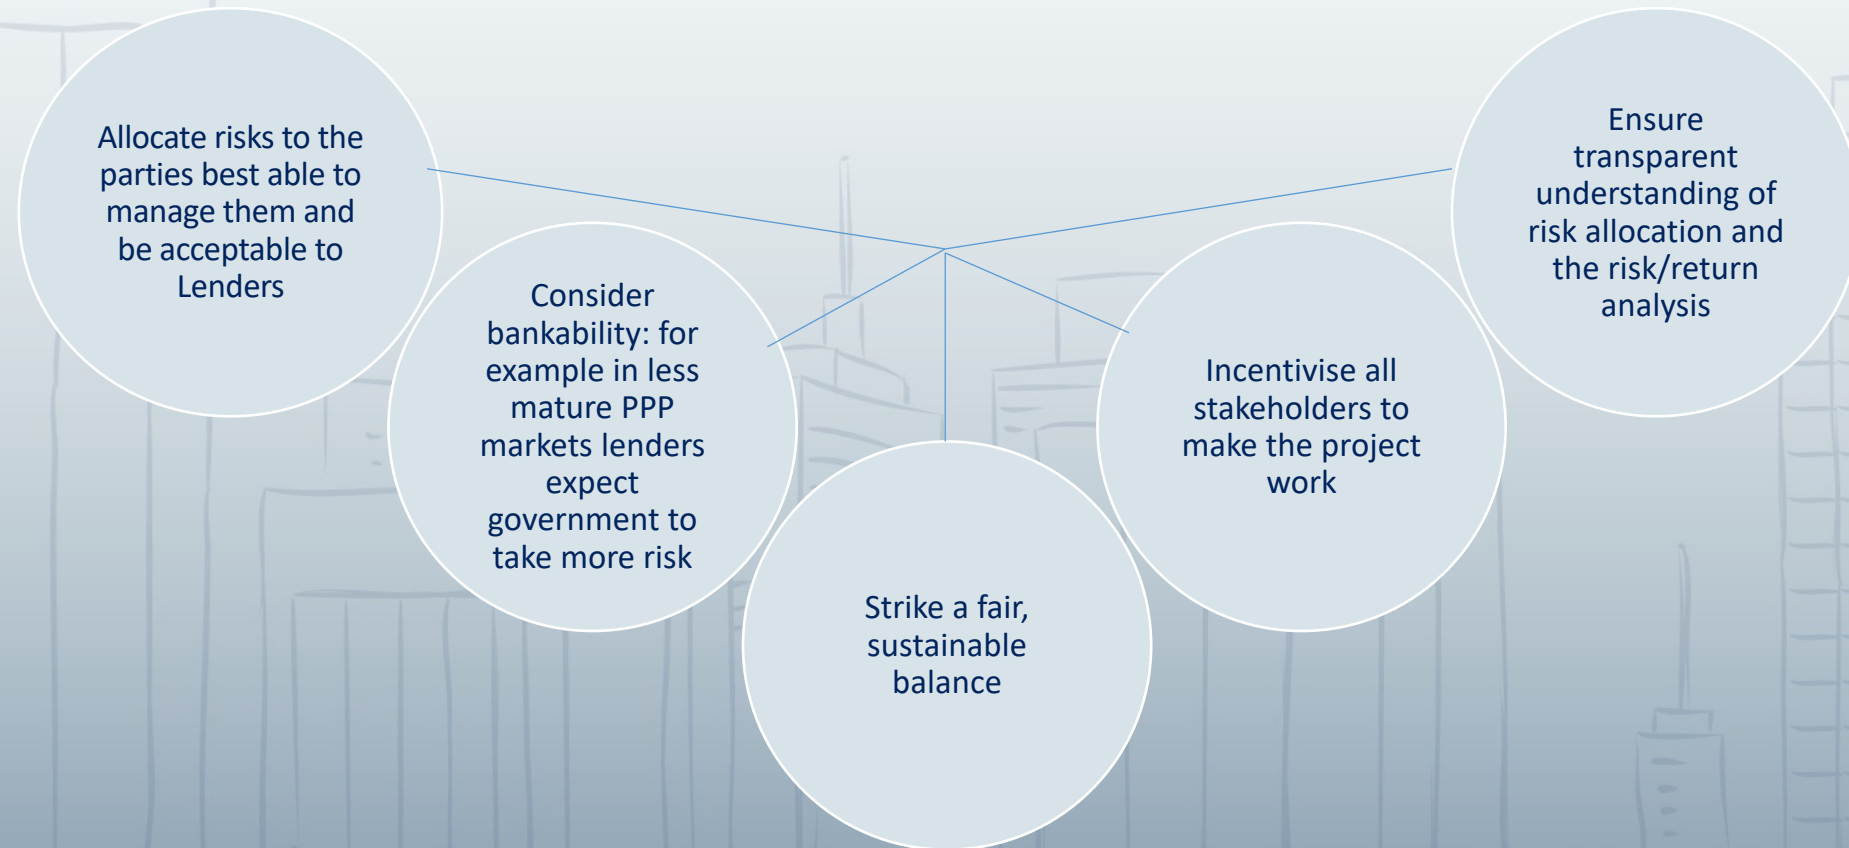 Allocate risks to the
parties best able to
manage them and
be acceptable to
Lenders
Consider
bankability: for
example in less
mature PPP
markets lenders
expect
government to
take more risk
Strike a fair,
sustainable
balance
Incentivise all
stakeholders to
make the project
work
Ensure
transparent
understanding of
risk allocation and
the risk/return
analysis